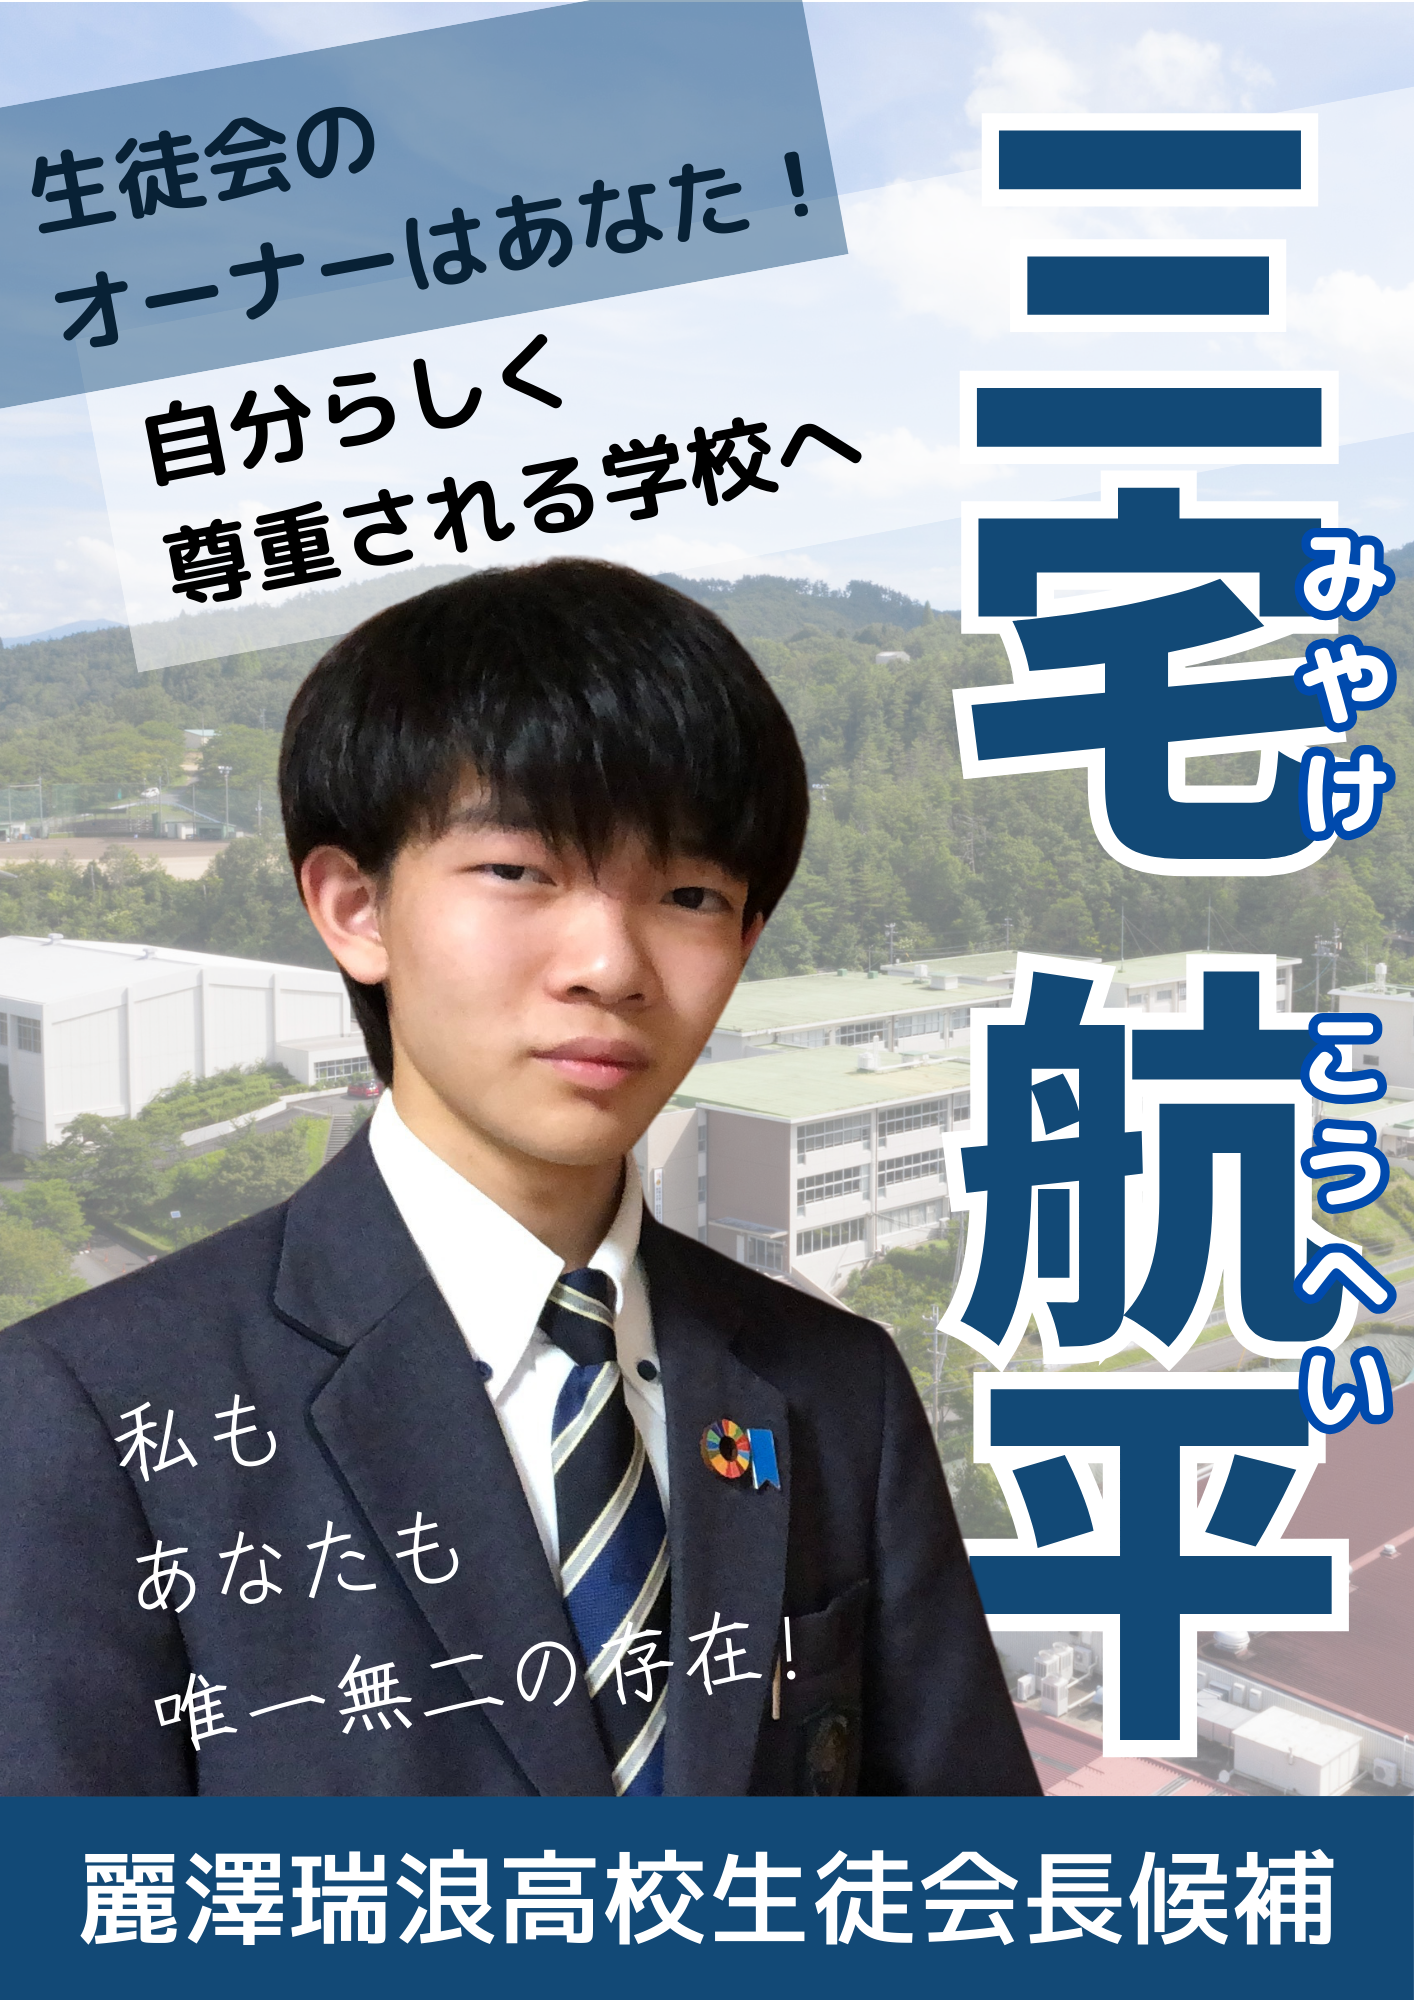 生徒会の
オーナーはあなた！
自分らしく
尊重される学校へ
三宅 航平
みやけ こうへい
私も
あなたも
唯一無二の存在!
麗澤瑞浪高校生徒会長候補